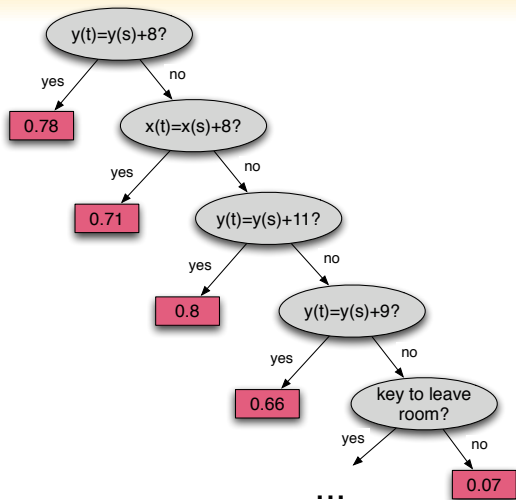 y(t)=y(s)+8?
yes
no
0.78
x(t)=x(s)+8?
yes
no
0.71
y(t)=y(s)+11?
yes
no
0.8
y(t)=y(s)+9?
yes
no
0.66
key to leave
room?
yes
no
0.07
...